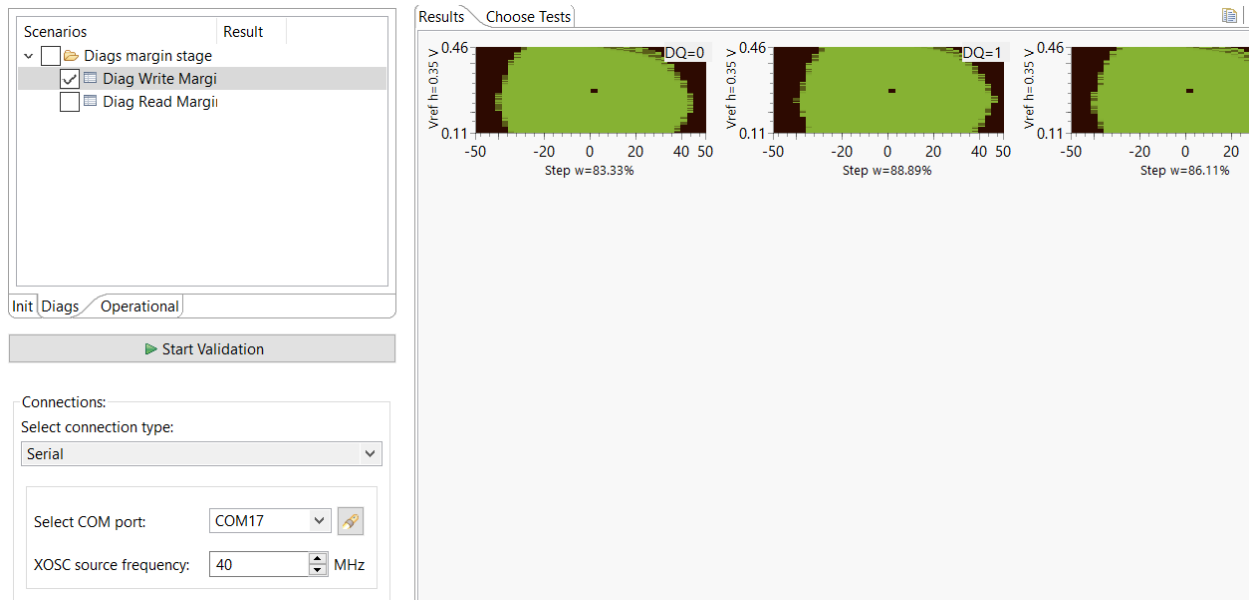 Scenarios
Result
Diags margin stage
Diag Write Margi
Diag Read Margi
Init
Diags
Operational
Start Validation
Connections:
Select connection type:
Serial
Select COM port:
COM17
XOSC source frequency:
40
MHz
Results
Choose Tests
Vref h=0.35 V
0.46
0.11
DQ=0
-50 -20 0 20 40 50
Step w=83.33%
Vref h=0.35 V
0.46
0.11
DQ=1
-50 -20 0 20 40 50
Step w=88.89%
Vref h=0.35 V
0.46
0.11
-50 -20 0 20
Step w=86.11%